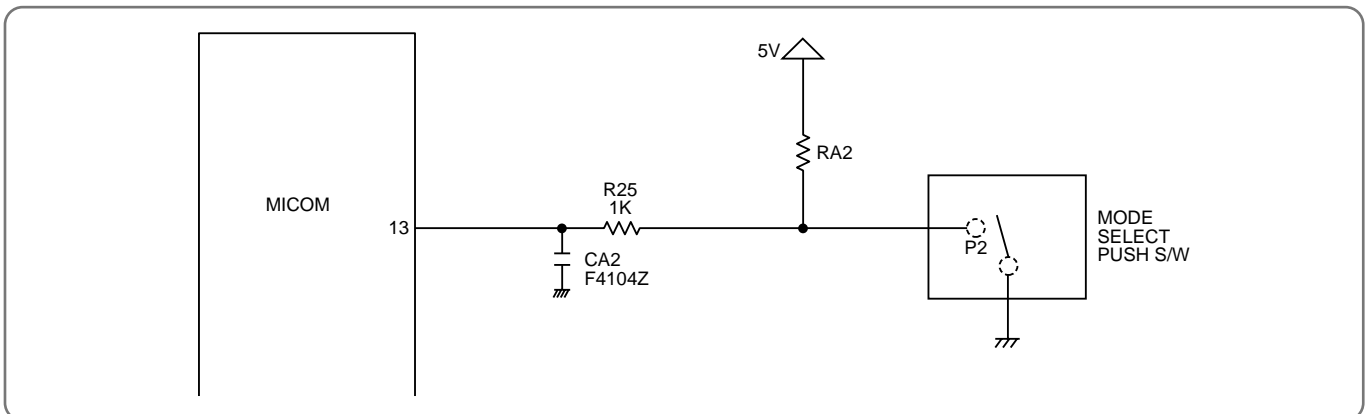 5V
RA2
MICOM
R25
1K
13
CA2
F4104Z
P2
MODE
SELECT
PUSH S/W